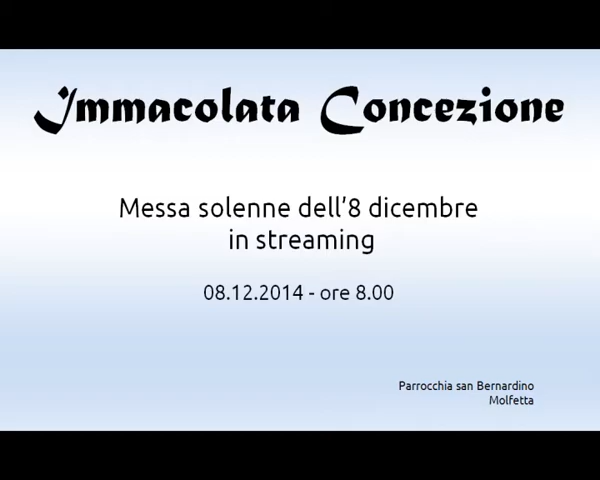 Immacolata Concezione
Messa solenne dell'8 dicembre
in streaming
08.12.2014 - ore 8.00
Parrocchia san Bernardino
Molfetta